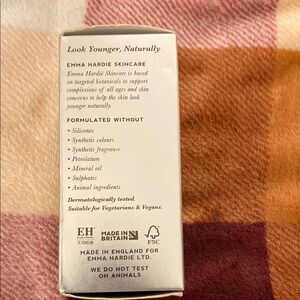 Look Younger, Naturally
EMMA HARDIE SKINCARE
Emma Hardie Skincare is based
on targeted botanicals to support
complexions of all ages and skin
concerns to help the skin look
younger naturally.
FORMULATED WITHOUT
• Silicones
• Synthetic colours
• Synthetic fragrance
• Petrolatum
• Mineral oil
• Sulphates
• Animal ingredients
Dermatologically tested.
Suitable for Vegetarians & Vegans.
EH
MADE IN
BRITAIN
FSC
MADE IN ENGLAND FOR
EMMA HARDIE LTD.
WE DO NOT TEST
ON ANIMALS